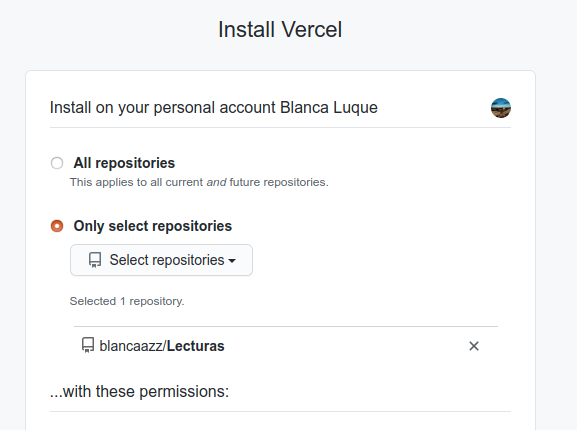 Install Vercel
Install on your personal account Blanca Luque
All repositories
This applies to all current and future repositories.
Only select repositories
Select repositories
Selected 1 repository.
blancaazz/Lecturas
...with these permissions: